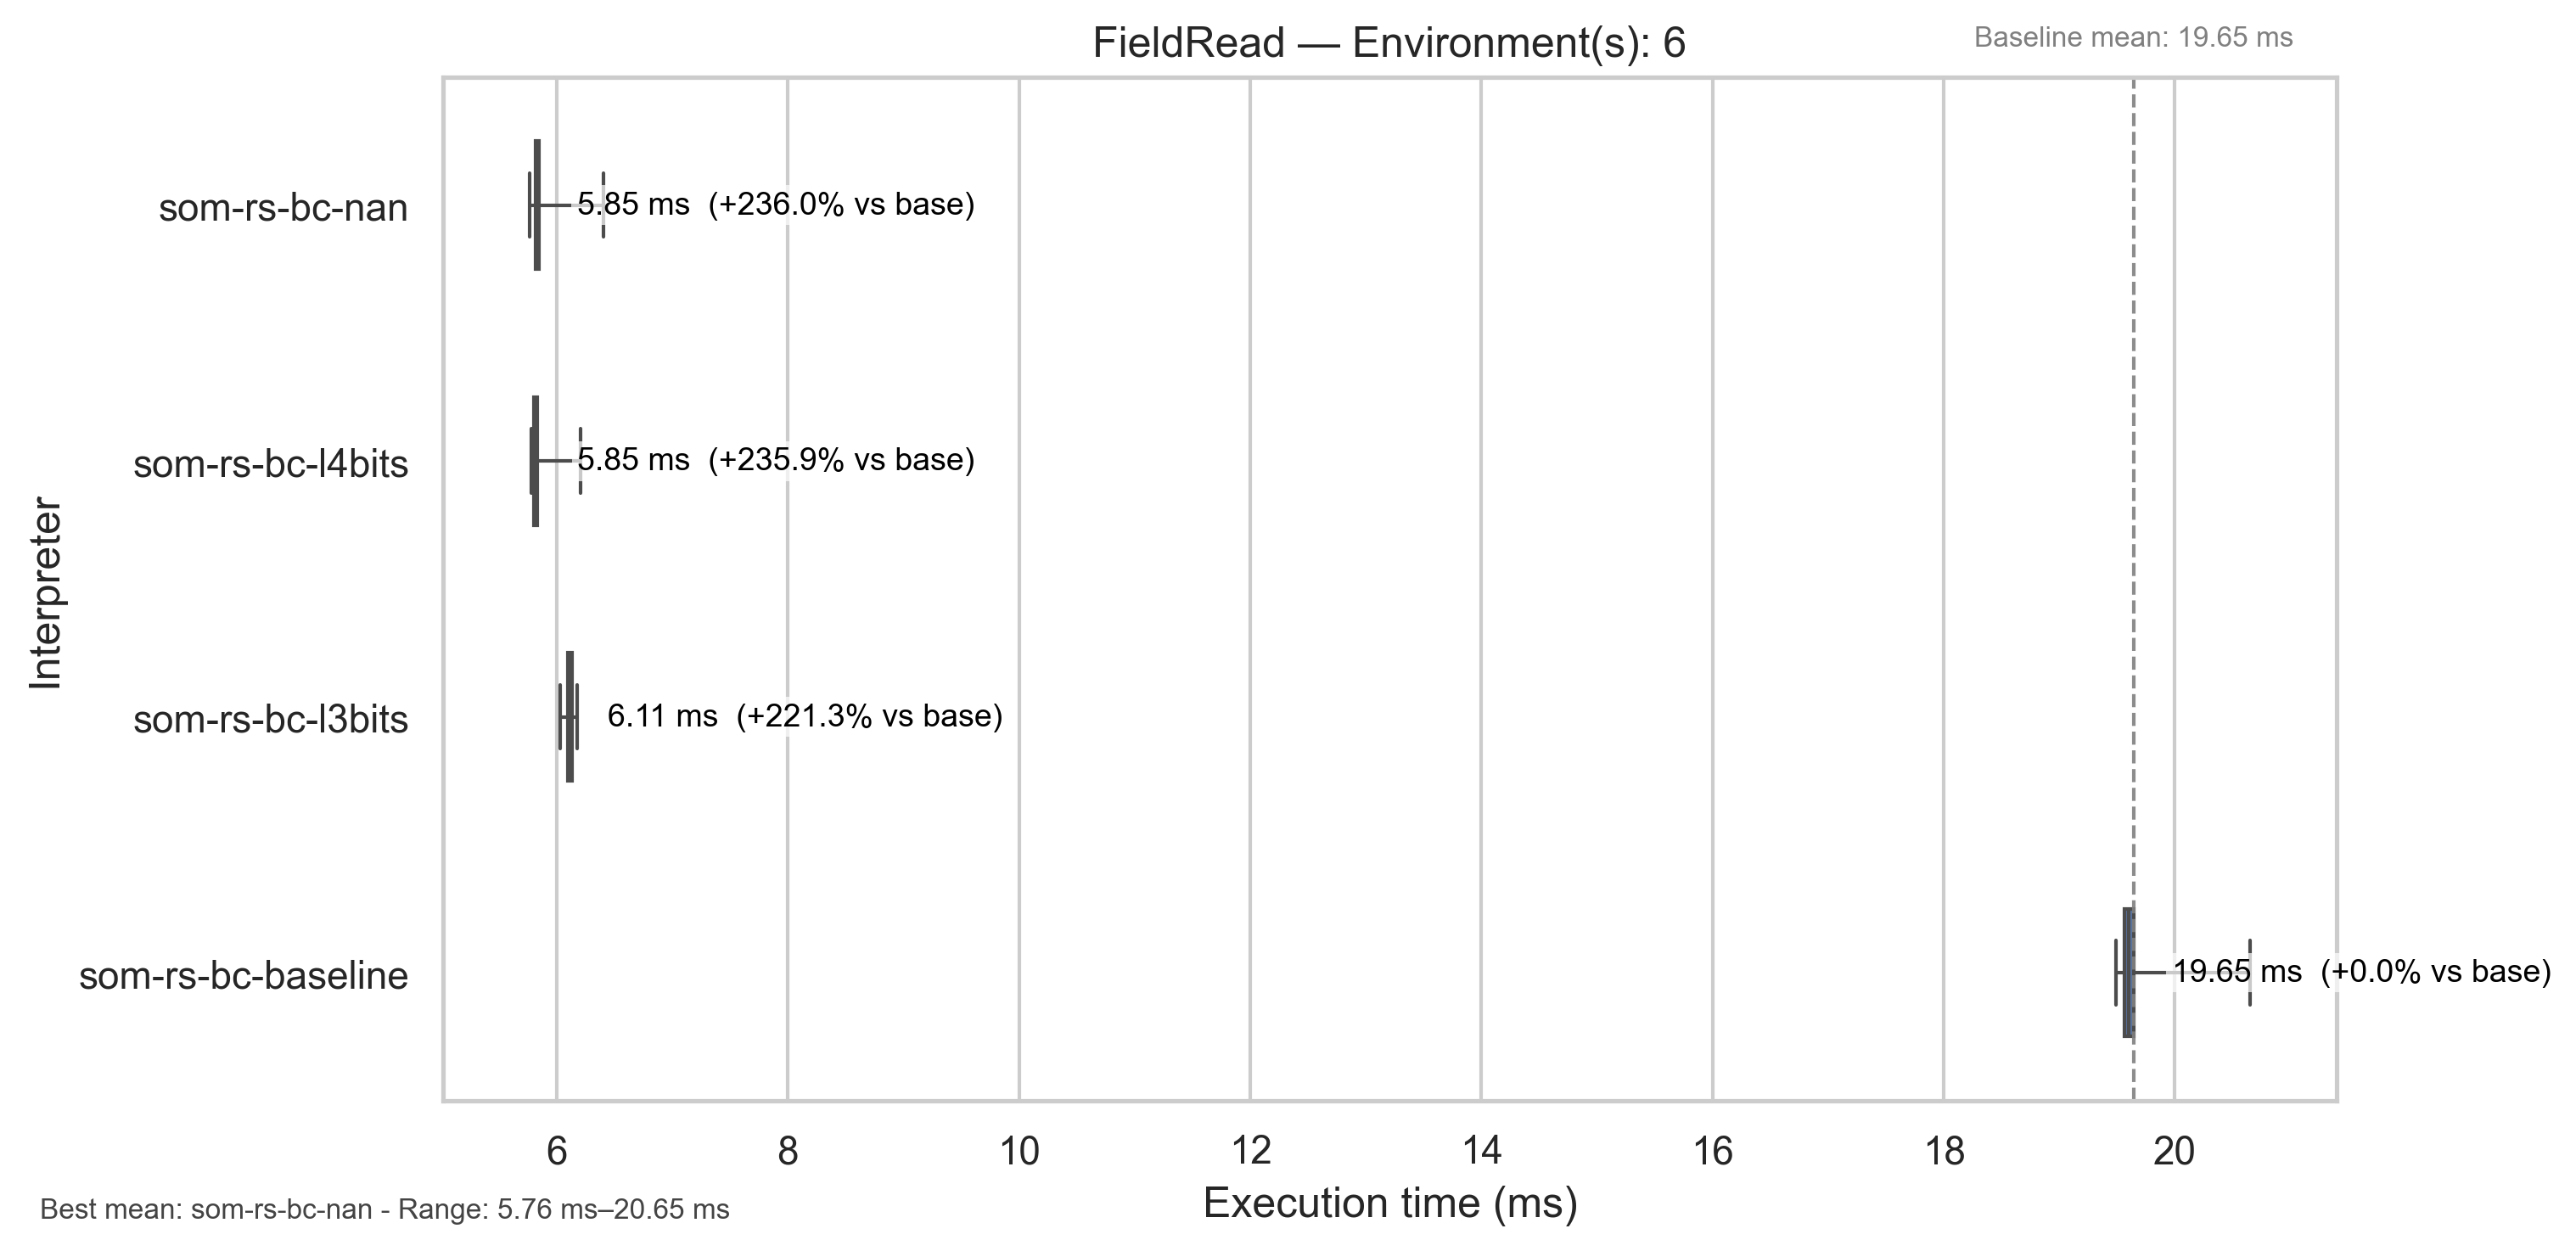 FieldRead — Environment(s): 6
Baseline mean: 19.65 ms
Interpreter
som-rs-bc-nan
5.85 ms (+236.0% vs base)
som-rs-bc-l4bits
5.85 ms (+235.9% vs base)
som-rs-bc-l3bits
6.11 ms (+221.3% vs base)
som-rs-bc-baseline
19.65 ms (+0.0% vs base)
6 8 10 12 14 16 18 20
Execution time (ms)
Best mean: som-rs-bc-nan - Range: 5.76 ms–20.65 ms